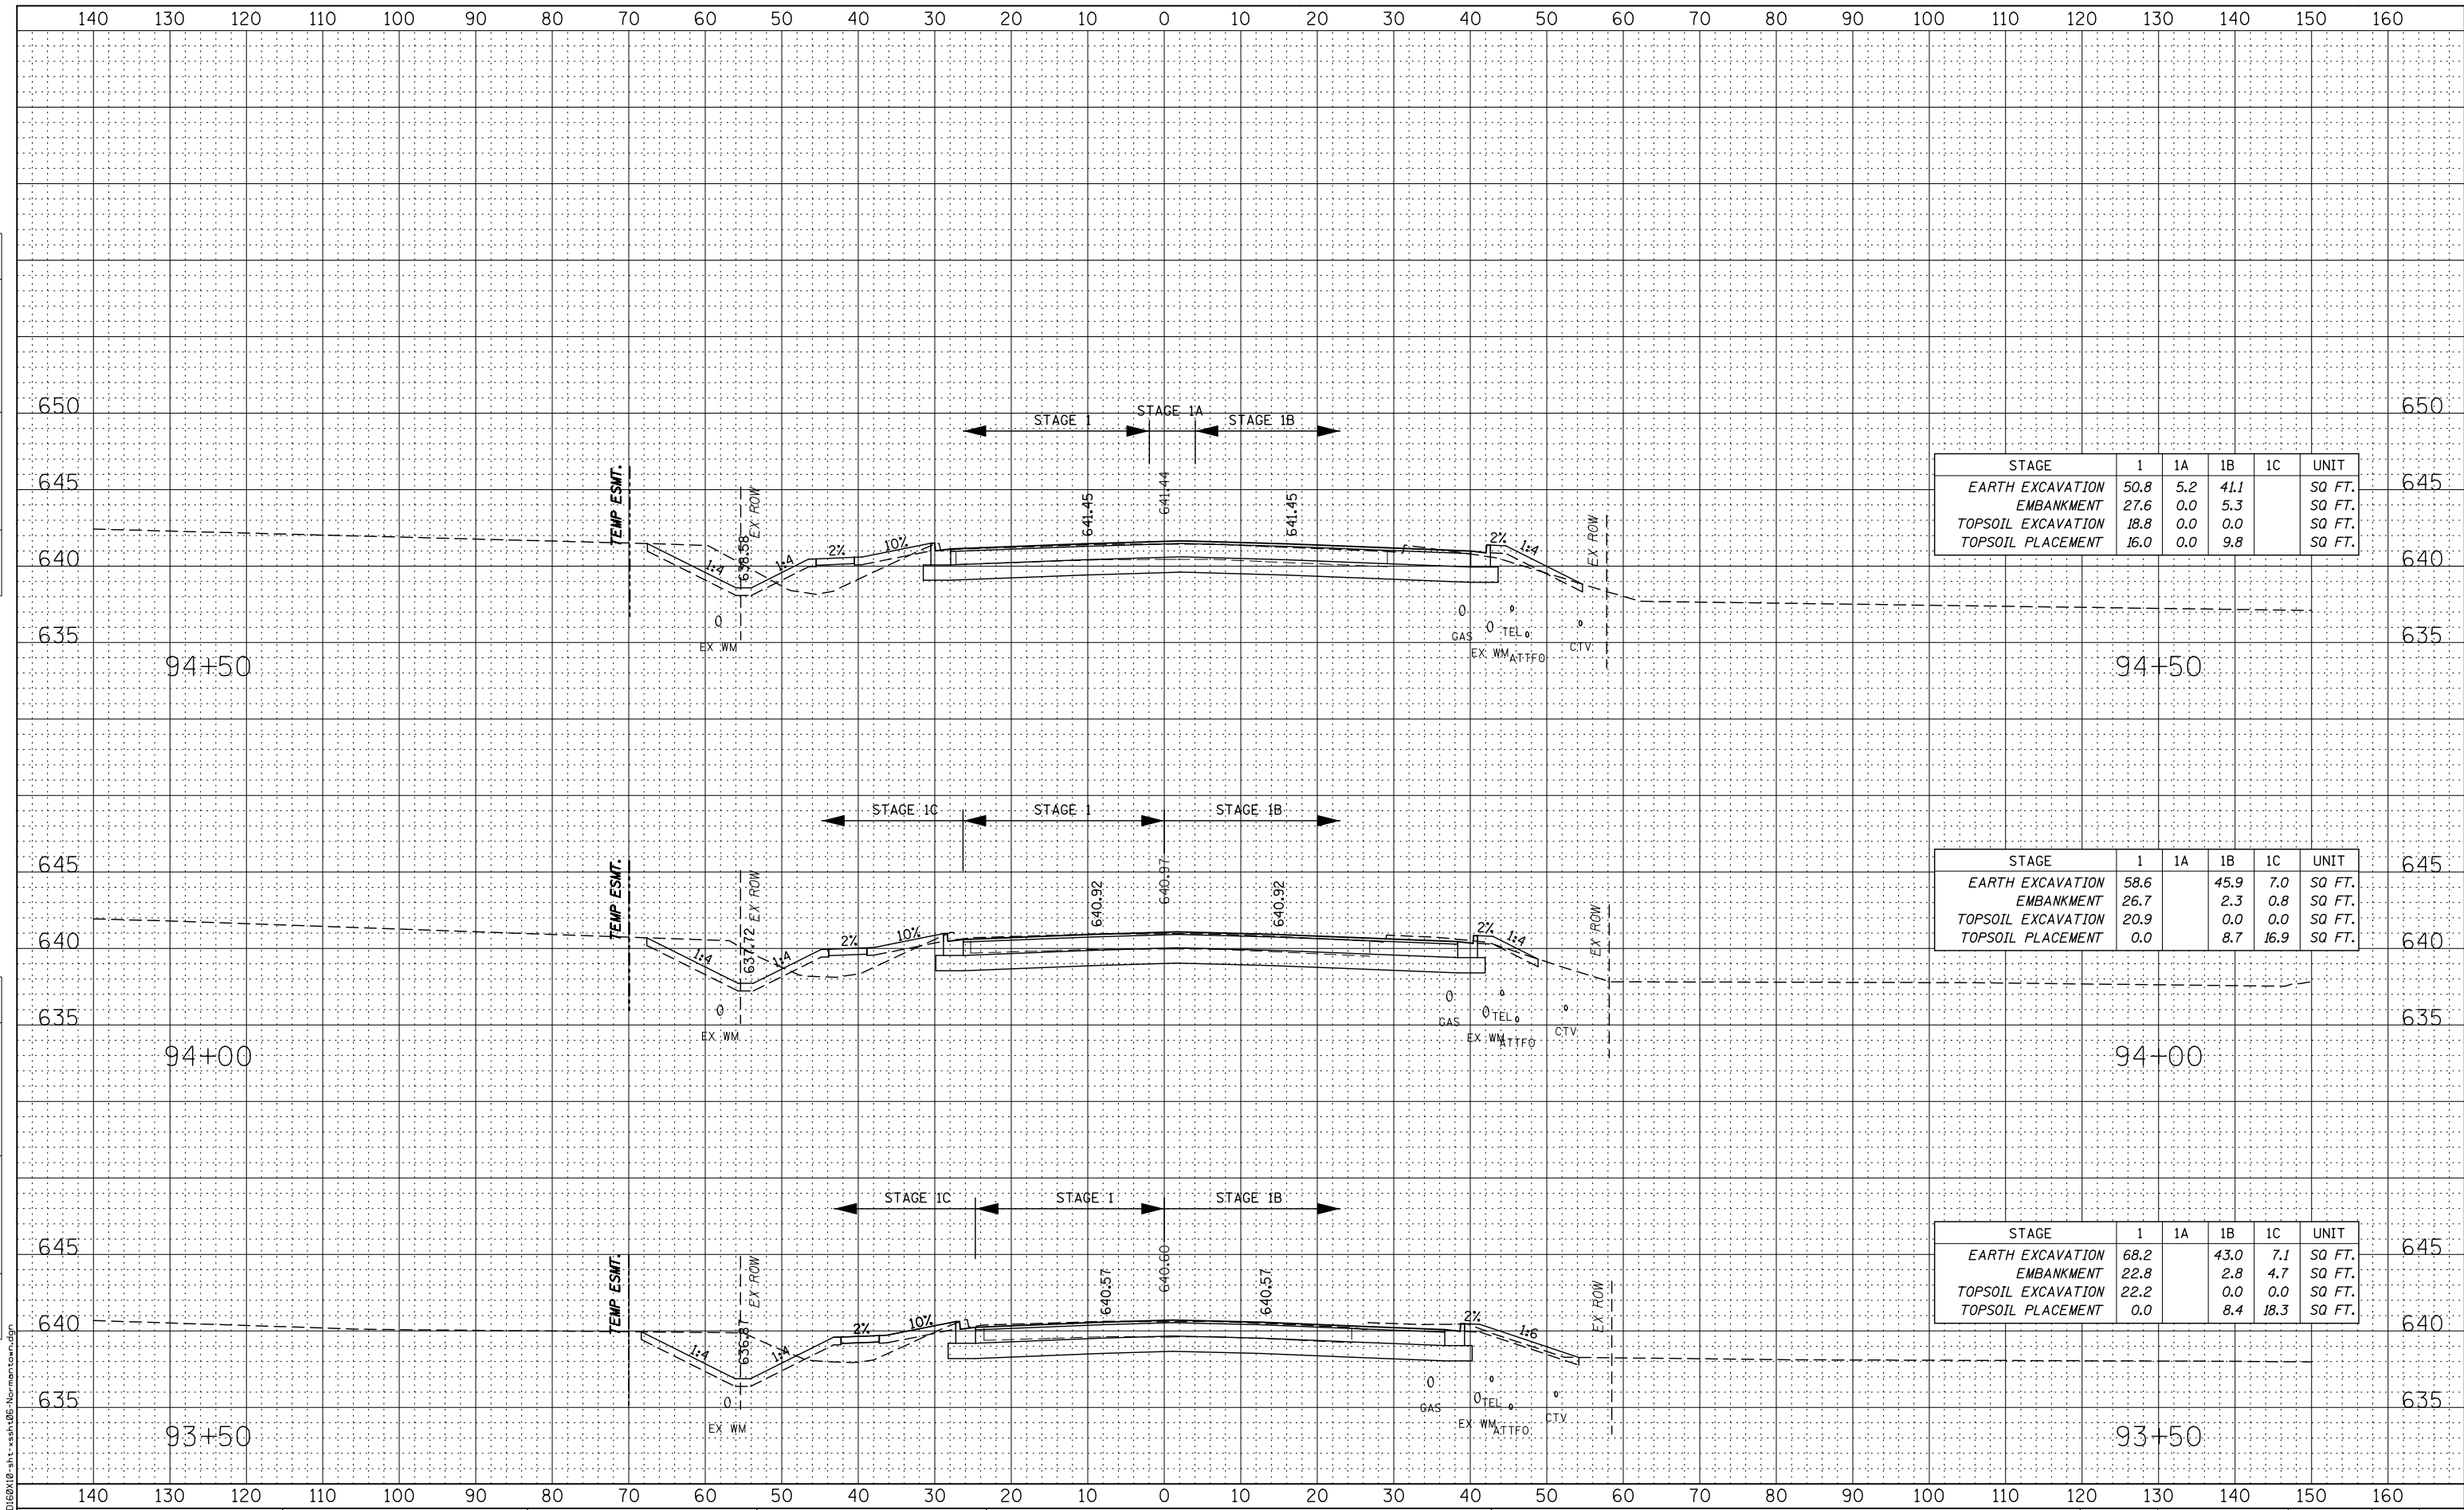 140 130 120 110 100 90 80 70 60 50 40 30 20 10 0 10 20 30 40 50 60 70 80 90 100 110 120 130 140 150 160
650 650
STAGE 1 STAGE 1A STAGE 1B
645 645
TEMP ESMT. EX ROW 638.58 641.45 641.44 641.45 EX ROW
STAGE 1 1A 1B 1C UNIT
EARTH EXCAVATION 50.8 5.2 41.1 SQ FT.
EMBANKMENT 27.6 0.0 5.3 SQ FT.
TOPSOIL EXCAVATION 18.8 0.0 0.0 SQ FT.
TOPSOIL PLACEMENT 16.0 0.0 9.8 SQ FT.
1:4 1:4 2% 10% 2% 1:4
640 640
635 635
EX WM GAS EX WM TEL ATTFO CTV
94+50 94+50
STAGE 1C STAGE 1 STAGE 1B
645 645
TEMP ESMT. EX ROW 637.72 640.92 640.97 640.92 EX ROW
STAGE 1 1A 1B 1C UNIT
EARTH EXCAVATION 58.6 45.9 7.0 SQ FT.
EMBANKMENT 26.7 2.3 0.8 SQ FT.
TOPSOIL EXCAVATION 20.9 0.0 0.0 SQ FT.
TOPSOIL PLACEMENT 0.0 8.7 16.9 SQ FT.
1:4 1:4 2% 10% 2% 1:4
640 640
635 635
EX WM GAS EX WM TEL ATTFO CTV
94+00 94+00
STAGE 1C STAGE 1 STAGE 1B
645 645
TEMP ESMT. EX ROW 636.87 640.57 640.60 640.57 EX ROW
STAGE 1 1A 1B 1C UNIT
EARTH EXCAVATION 68.2 43.0 7.1 SQ FT.
EMBANKMENT 22.8 2.8 4.7 SQ FT.
TOPSOIL EXCAVATION 22.2 0.0 0.0 SQ FT.
TOPSOIL PLACEMENT 0.0 8.4 18.3 SQ FT.
1:4 1:4 2% 10% 2% 1:6
640 640
635 635
EX WM GAS EX WM TEL ATTFO CTV
93+50 93+50
D160X10-sht-xssht06-Normantown.dgn
140 130 120 110 100 90 80 70 60 50 40 30 20 10 0 10 20 30 40 50 60 70 80 90 100 110 120 130 140 150 160